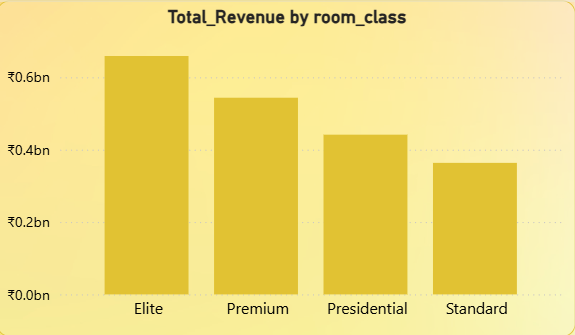 Total_Revenue by room_class
₹0.6bn
₹0.4bn
₹0.2bn
₹0.0bn
Elite Premium Presidential Standard